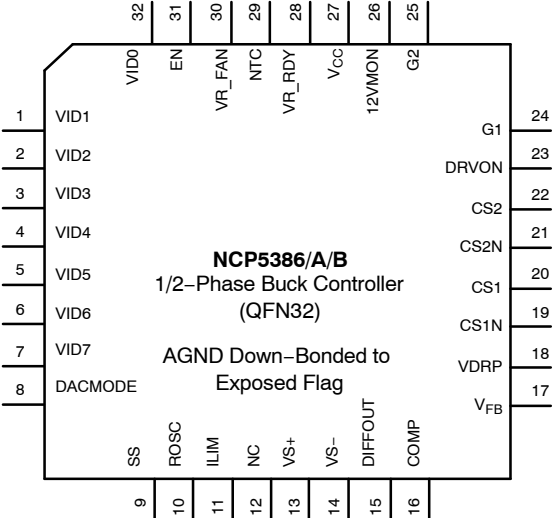 32 31 30 29 28 27 26 25
VID0 EN VR_FAN NTC VR_RDY VCC 12VMON G2
1 VID1
2 VID2
3 VID3
4 VID4
5 VID5
6 VID6
7 VID7
8 DACMODE
NCP5386/A/B
1/2−Phase Buck Controller
(QFN32)
AGND Down−Bonded to
Exposed Flag
G1 24
DRVON 23
CS2 22
CS2N 21
CS1 20
CS1N 19
VDRP 18
VFB 17
SS ROSC ILIM NC VS+ VS− DIFFOUT COMP
9 10 11 12 13 14 15 16